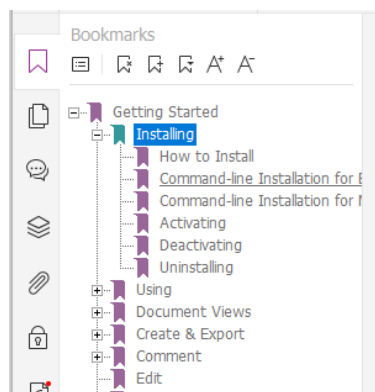 Bookmarks
A+ A-
Getting Started
Installing
How to Install
Command-line Installation for
Command-line Installation for
Activating
Deactivating
Uninstalling
Using
Document Views
Create & Export
Comment
Edit